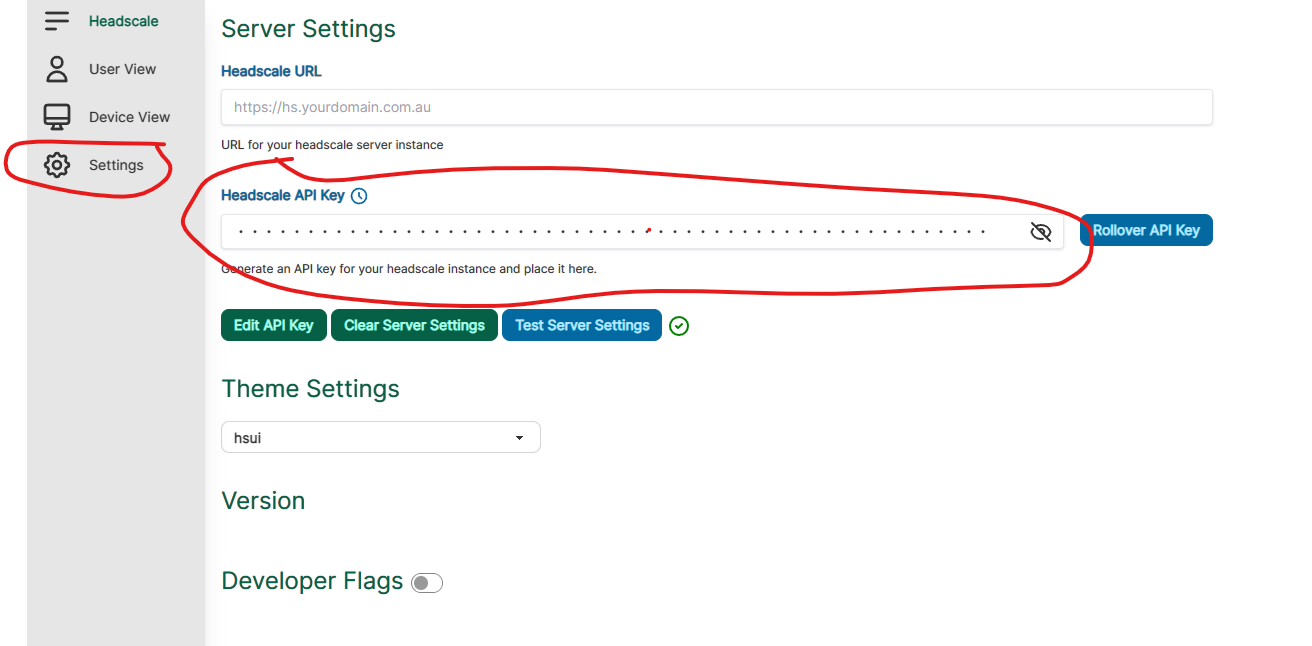 Headscale
User View
Device View
Settings
Server Settings
Headscale URL
https://hs.yourdomain.com.au
URL for your headscale server instance
Headscale API Key
Rollover API Key
Generate an API key for your headscale instance and place it here.
Edit API Key
Clear Server Settings
Test Server Settings
Theme Settings
hsui
Version
Developer Flags